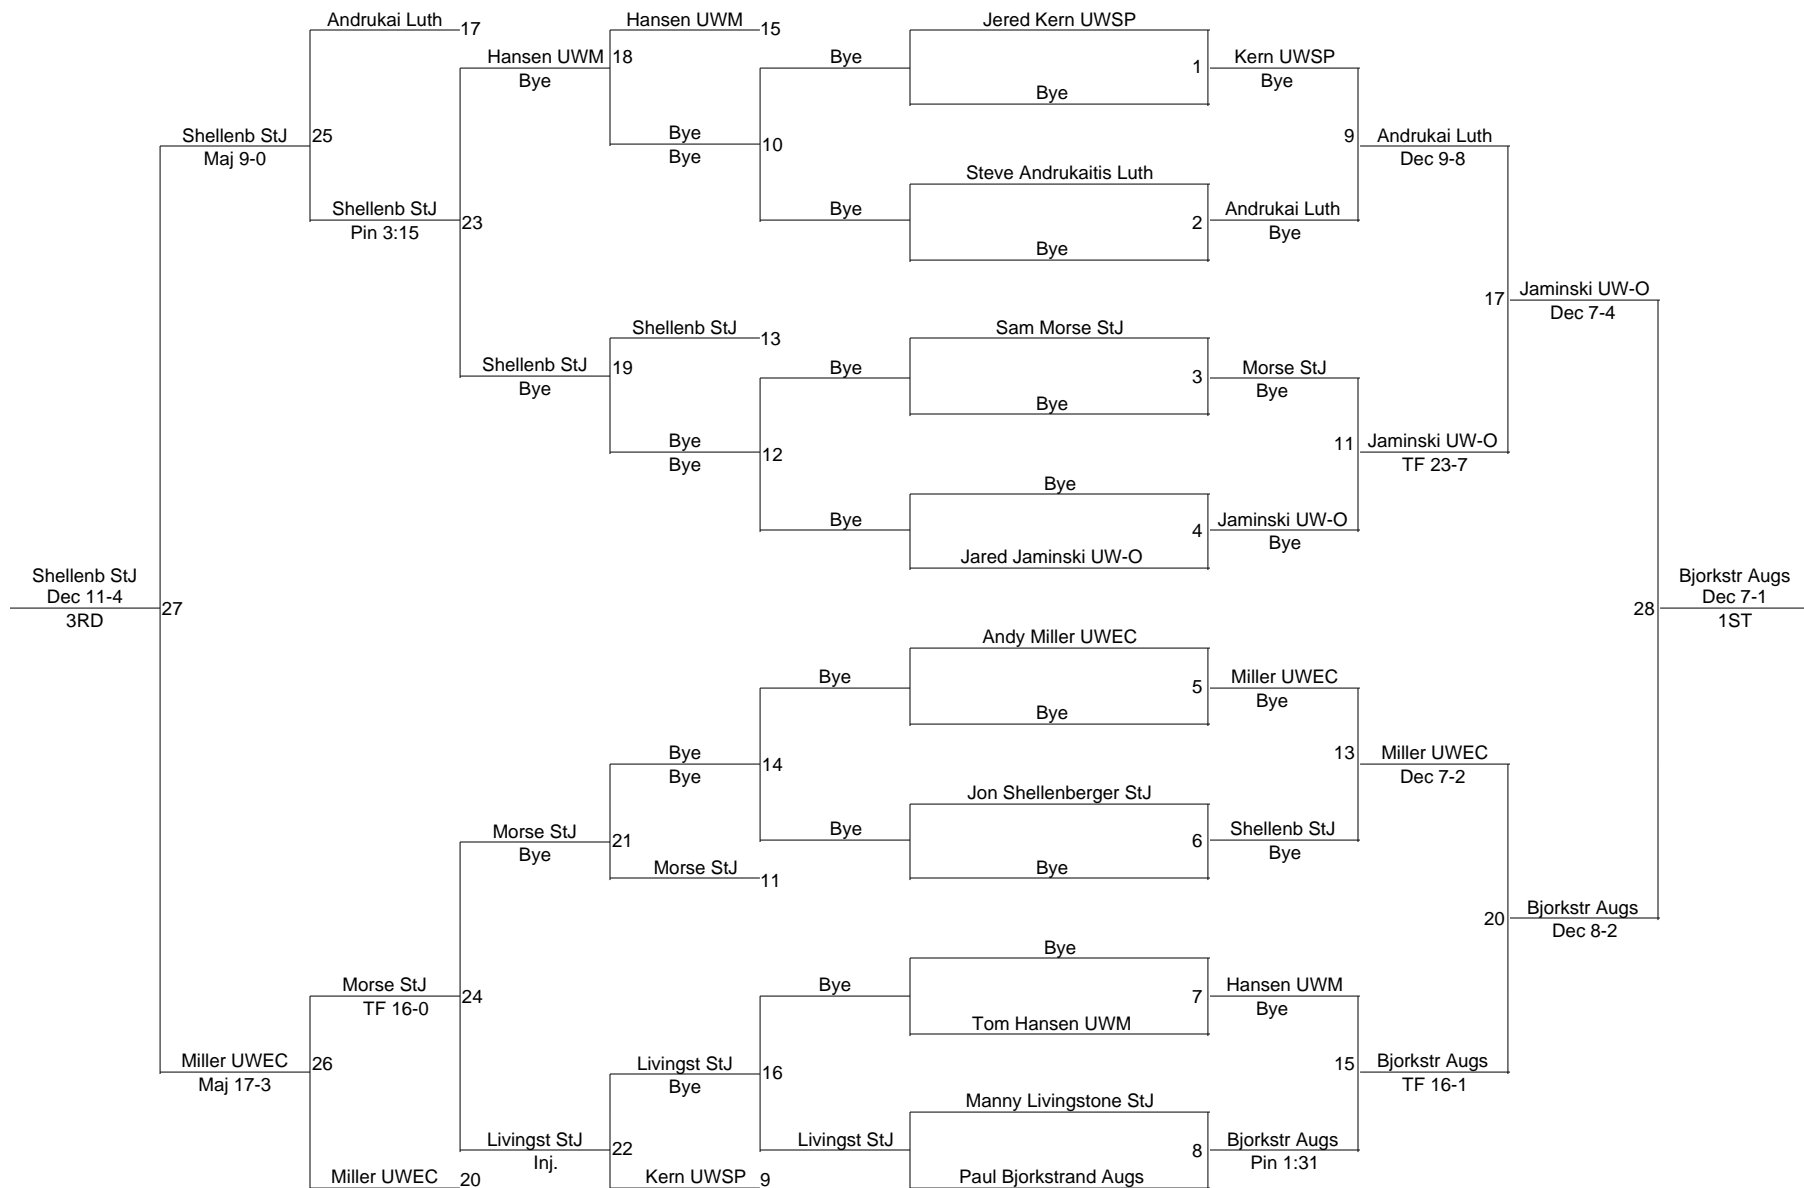 Andrukai Luth
17
Hansen UWM
15
Jered Kern UWSP
Hansen UWM
18
Bye
Bye
1
Kern UWSP
Bye
Bye
Shellenb StJ
25
Maj 9-0
Bye
10
Bye
9
Andrukai Luth
Dec 9-8
Steve Andrukaitis Luth
Shellenb StJ
23
Pin 3:15
Bye
2
Andrukai Luth
Bye
Bye
17
Jaminski UW-O
Dec 7-4
Shellenb StJ
13
Sam Morse StJ
Shellenb StJ
19
Bye
Bye
3
Morse StJ
Bye
Bye
Bye
12
Bye
11
Jaminski UW-O
TF 23-7
Bye
Bye
4
Jaminski UW-O
Bye
Jared Jaminski UW-O
Shellenb StJ
Dec 11-4
27
3RD
28
Bjorkstr Augs
Dec 7-1
1ST
Andy Miller UWEC
Bye
5
Miller UWEC
Bye
Bye
Bye
14
Bye
13
Miller UWEC
Dec 7-2
Jon Shellenberger StJ
Morse StJ
21
Bye
Bye
6
Shellenb StJ
Bye
Morse StJ
11
Bye
20
Bjorkstr Augs
Dec 8-2
Bye
Morse StJ
24
TF 16-0
Bye
7
Hansen UWM
Bye
Tom Hansen UWM
Miller UWEC
26
Maj 17-3
Livingst StJ
16
Bye
15
Bjorkstr Augs
TF 16-1
Manny Livingstone StJ
Livingst StJ
22
Inj.
Livingst StJ
8
Bjorkstr Augs
Pin 1:31
Miller UWEC
20
Kern UWSP
9
Paul Bjorkstrand Augs